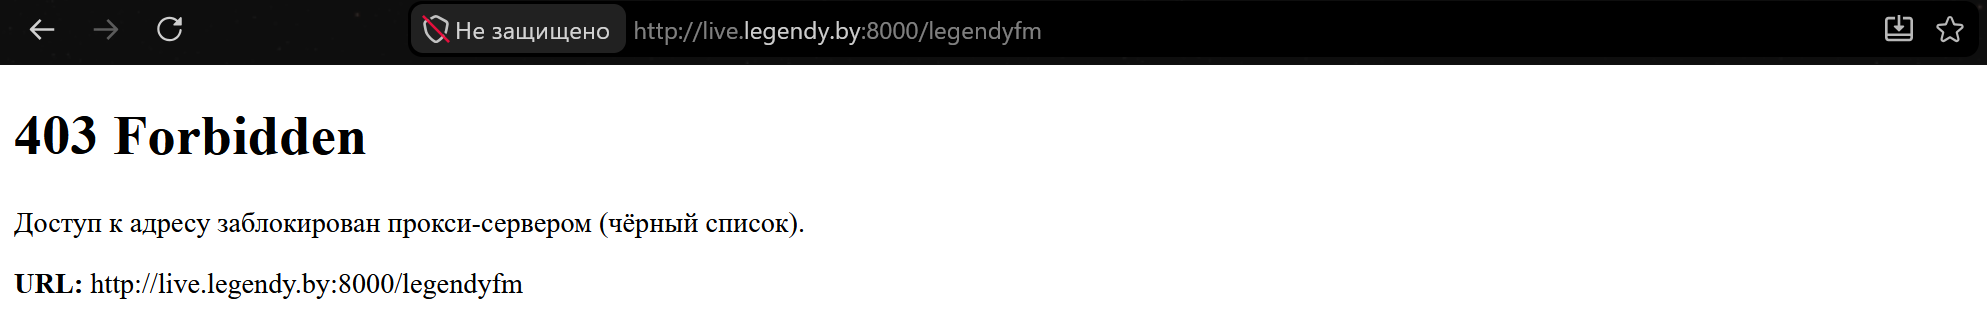 Не защищено http://live.legendy.by:8000/legendyfm
403 Forbidden
Доступ к адресу заблокирован прокси-сервером (чёрный список).
URL: http://live.legendy.by:8000/legendyfm